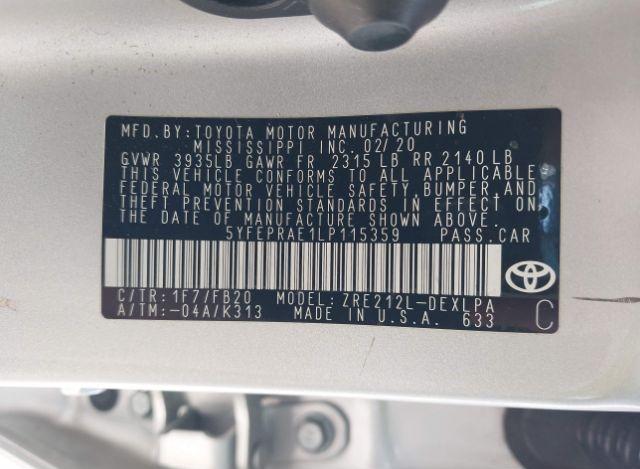 MFD. BY: TOYOTA MOTOR MANUFACTURING
MISSISSIPPI INC. 02/20
GVWR 3935LB GAWR FR 2315 LB RR 2140 LB
THIS VEHICLE CONFORMS TO ALL APPLICABLE
FEDERAL MOTOR VEHICLE SAFETY, BUMPER, AND
THEFT PREVENTION STANDARDS IN EFFECT ON
THE DATE OF MANUFACTURE SHOWN ABOVE.
5YFEPRAE1LP115359 PASS. CAR
C/TR: 1F7/FB20 MODEL: ZRE212L-DEXLPA
A/TM: -04A/K313 MADE IN U.S.A. 633 C